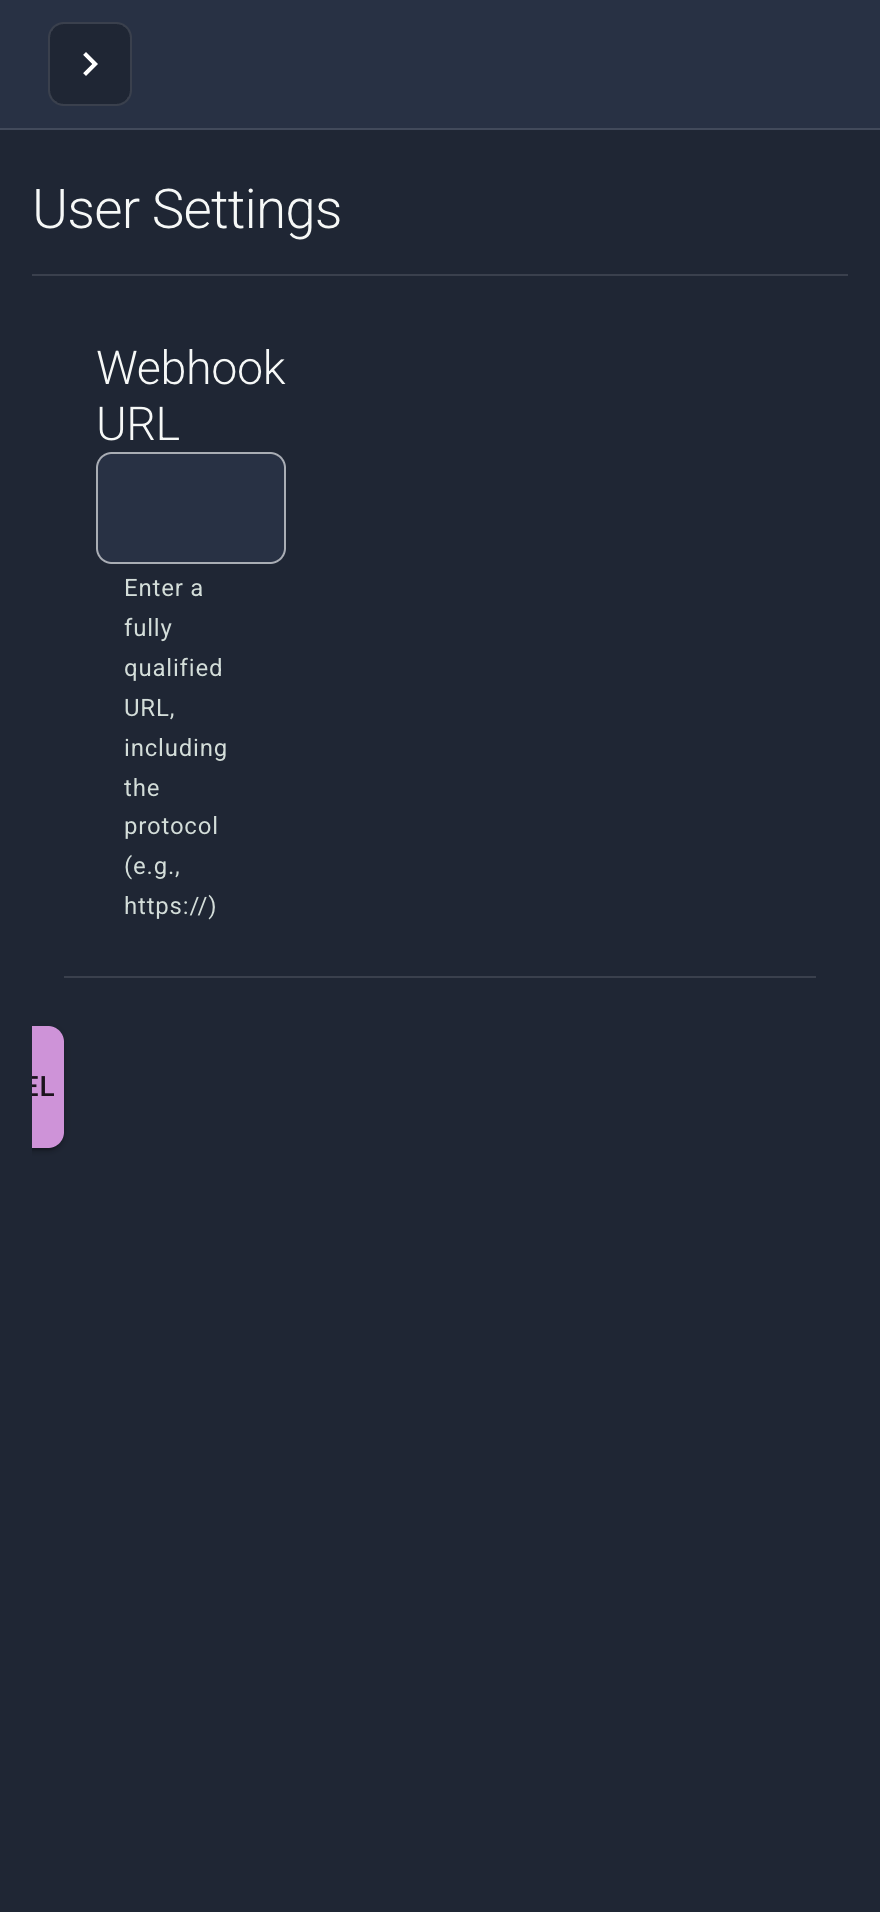 User Settings
Webhook
URL
Enter a
fully
qualified
URL,
including
the
protocol
(e.g.,
https://)
EL